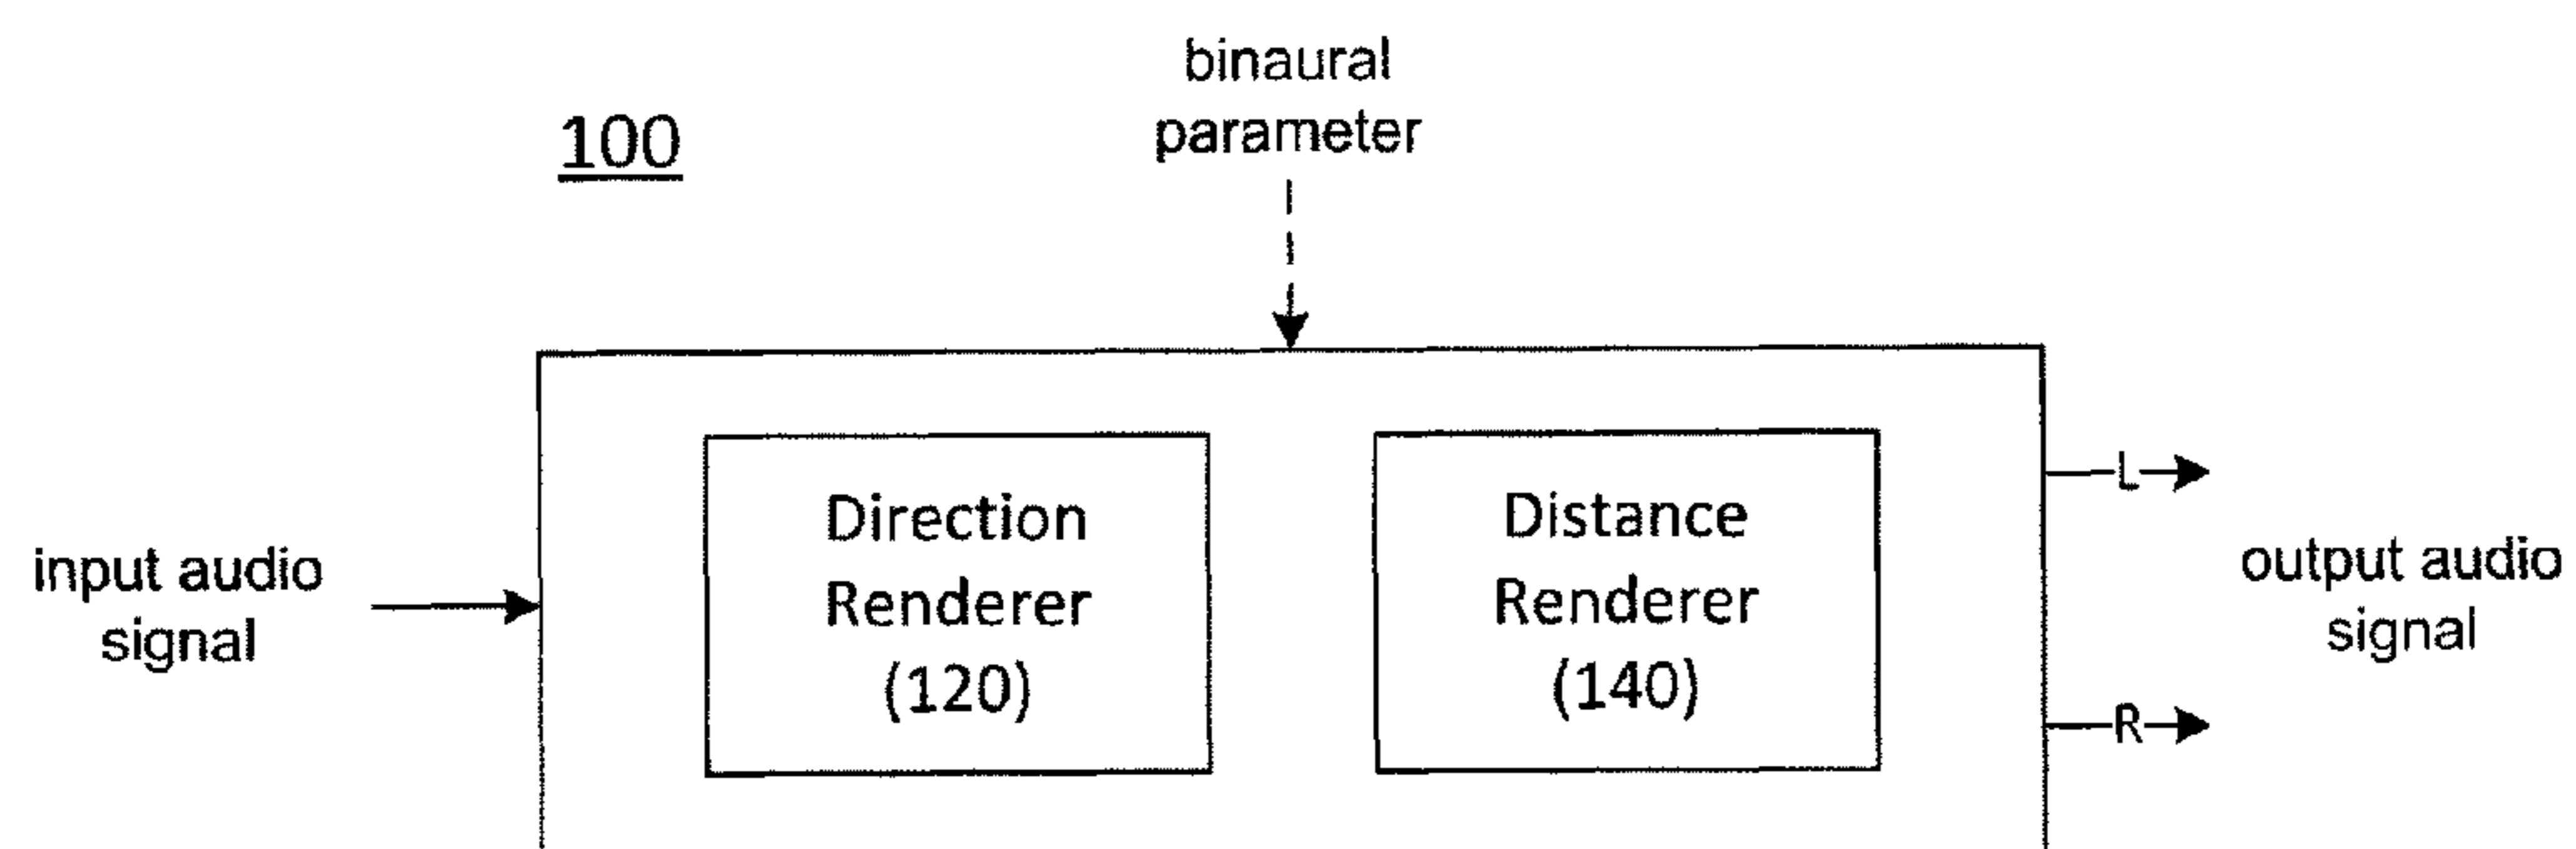 binaural
parameter
100
Direction
Renderer
(120)
Distance
Renderer
(140)
input audio
signal
L
R
output audio
signal